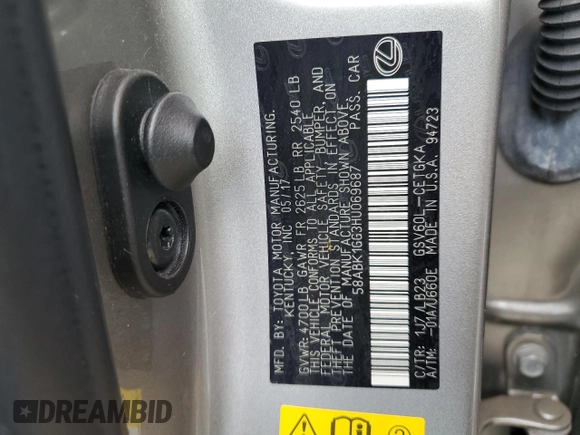 MFD. BY: TOYOTA MOTOR MANUFACTURING.
KENTUCKY, INC 05/17
GVWR: 4700LB GAWR FR 2625LB RR 2540 LB
THIS VEHICLE CONFORMS TO ALL APPLICABLE
FEDERAL MOTOR VEHICLE SAFETY, BUMPER, AND
THEFT PREVENTION STANDARDS IN EFFECT ON
THE DATE OF MANUFACTURE SHOWN ABOVE.
58ABK1GG3HU069687 PASS. CAR
C/TR: 1J7 / LB23 GSV60L-CETGKA
A/TM: -01A/U660E MADE IN U.S.A. 94723
DREAMBID